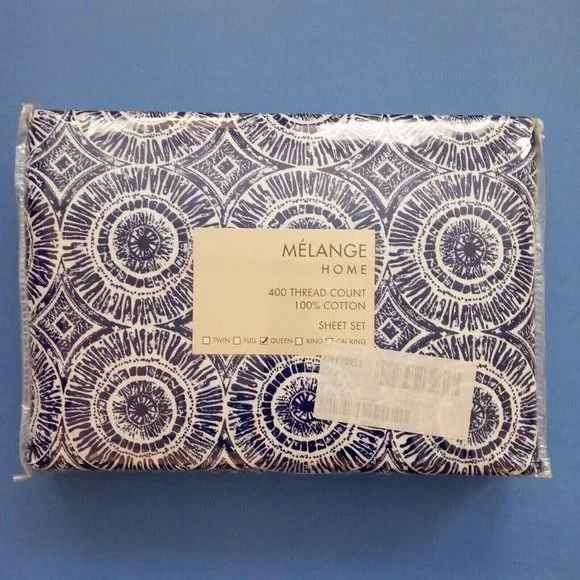 MÉLANGE
HOME
400 THREAD COUNT
100% COTTON
SHEET SET
TWIN FULL QUEEN KING CAL KING